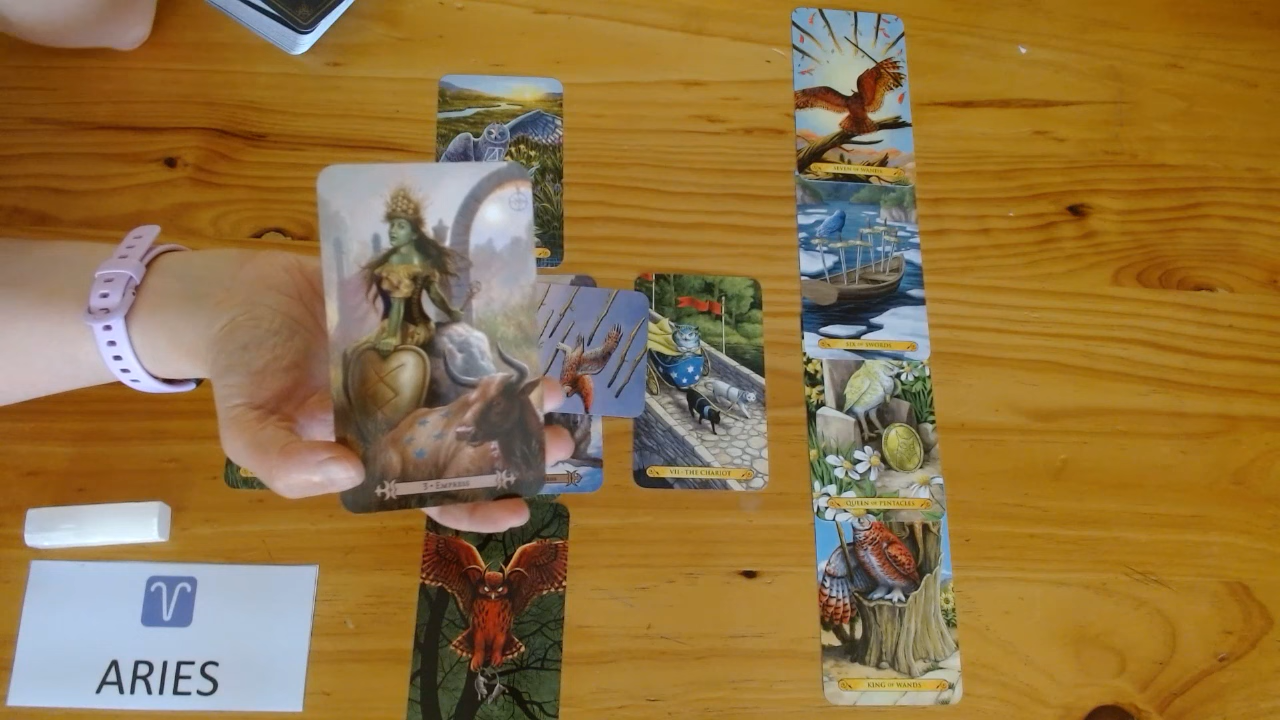 SEVEN OF WANDS
SIX OF SWORDS
VII • THE CHARIOT
3 • EMPRESS
QUEEN OF PENTACLES
KING OF WANDS
ARIES